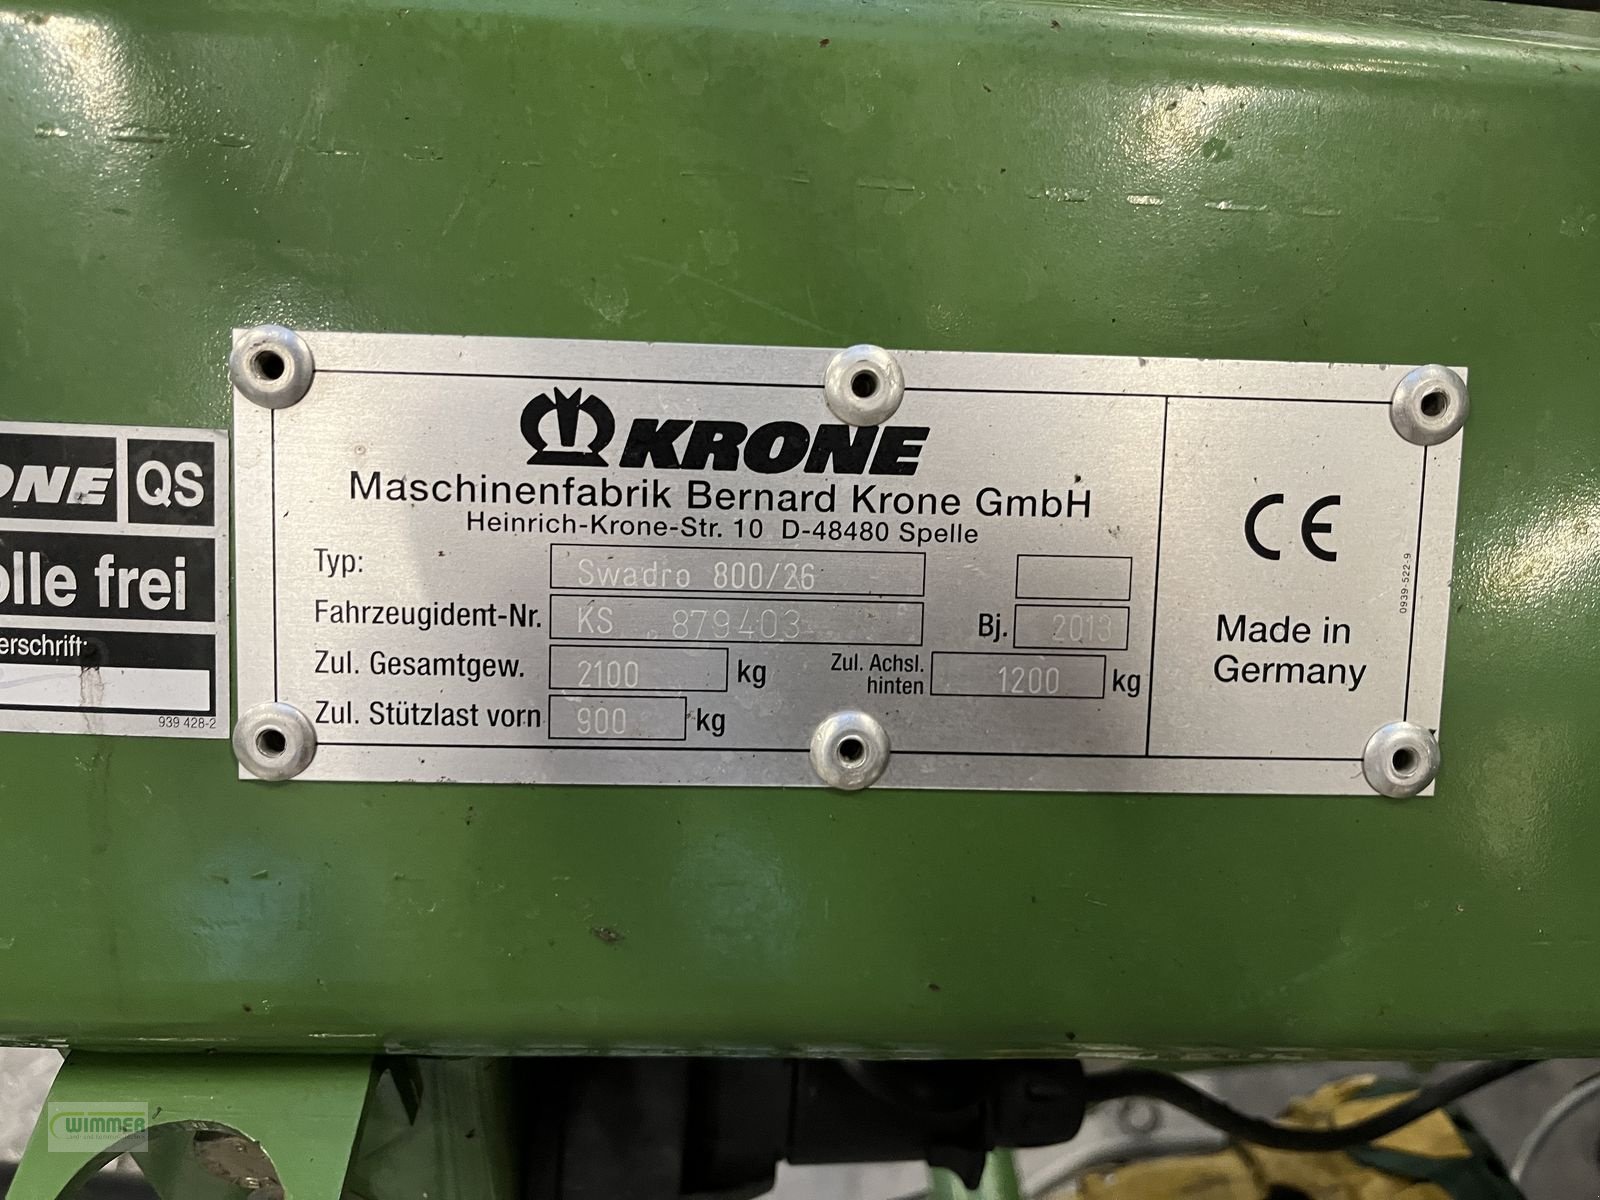 KRONE
Maschinenfabrik Bernard Krone GmbH
Heinrich-Krone-Str. 10 D-48480 Spelle
Typ: Swadro 800/26
Fahrzeugident-Nr. KS 879403 Bj. 2013
Zul. Gesamtgew. 2100 kg Zul. Achsl. hinten 1200 kg
Zul. Stützlast vorn 900 kg
CE
Made in
Germany
0939-522-9
ONE QS
olle frei
erschrift:
939 428-2
WIMMER